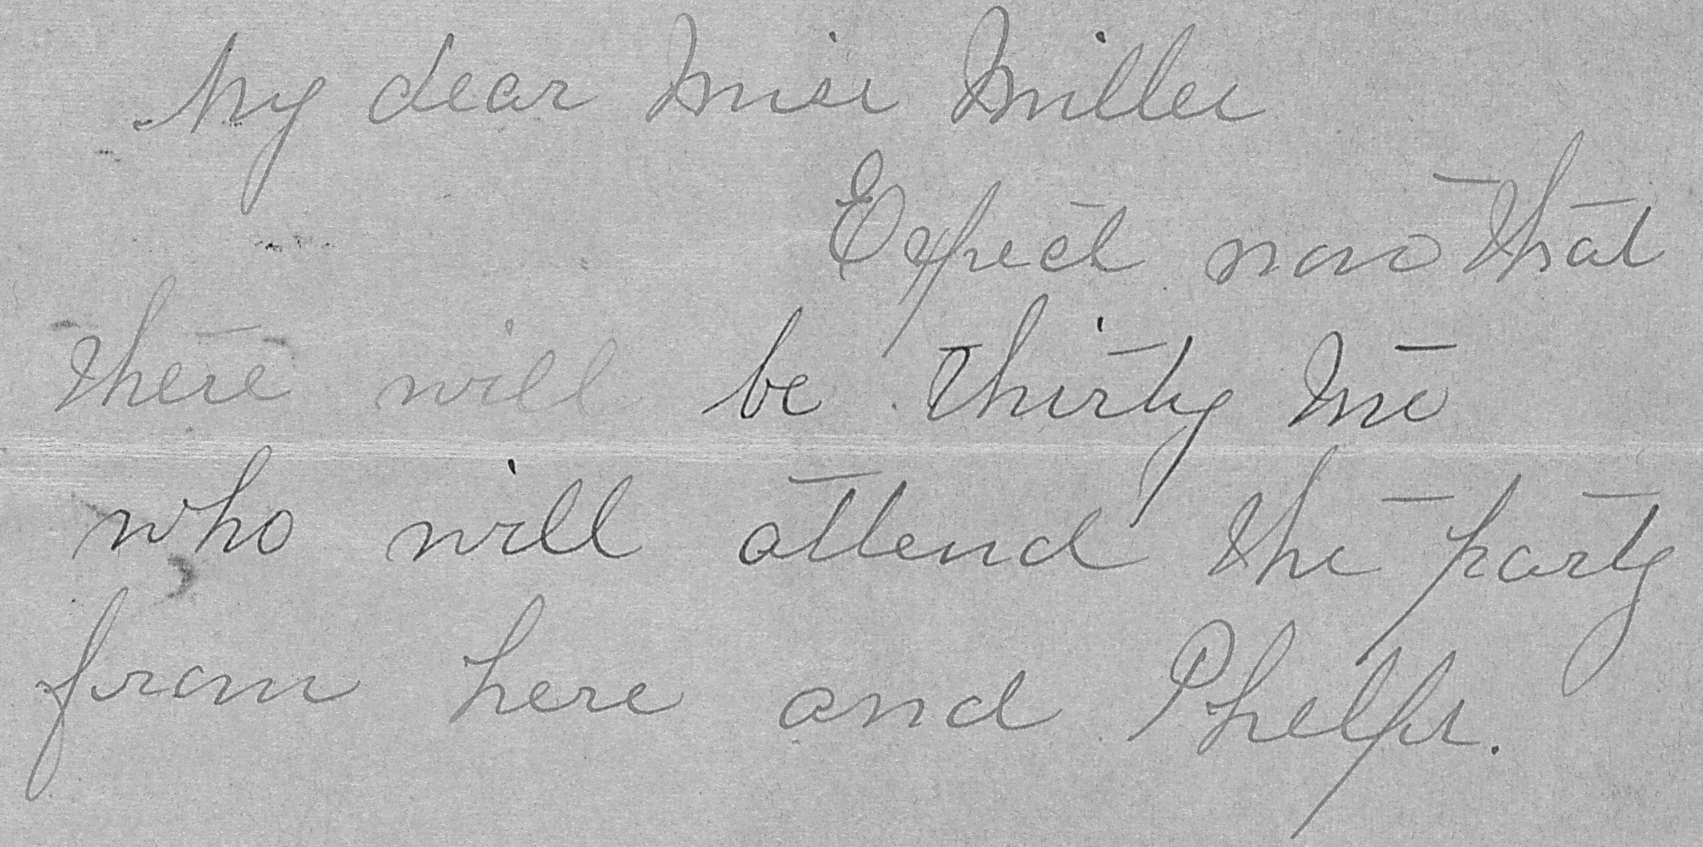 My dear Miss Miller
Expect now that
there will be thirty
who will attend the party
from here and Phelps.